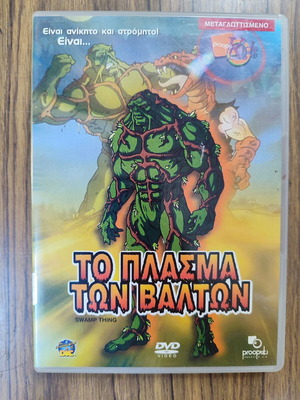 ΜΕΤΑΓΛΩΤΤΙΣΜΕΝΟ
Είναι ανίκητο και ατρόμητο!
Είναι...
ΤΟ ΠΛΑΣΜΑ
ΤΩΝ ΒΑΛΤΩΝ
SWAMP THING
DVD
VIDEO
prooptiki